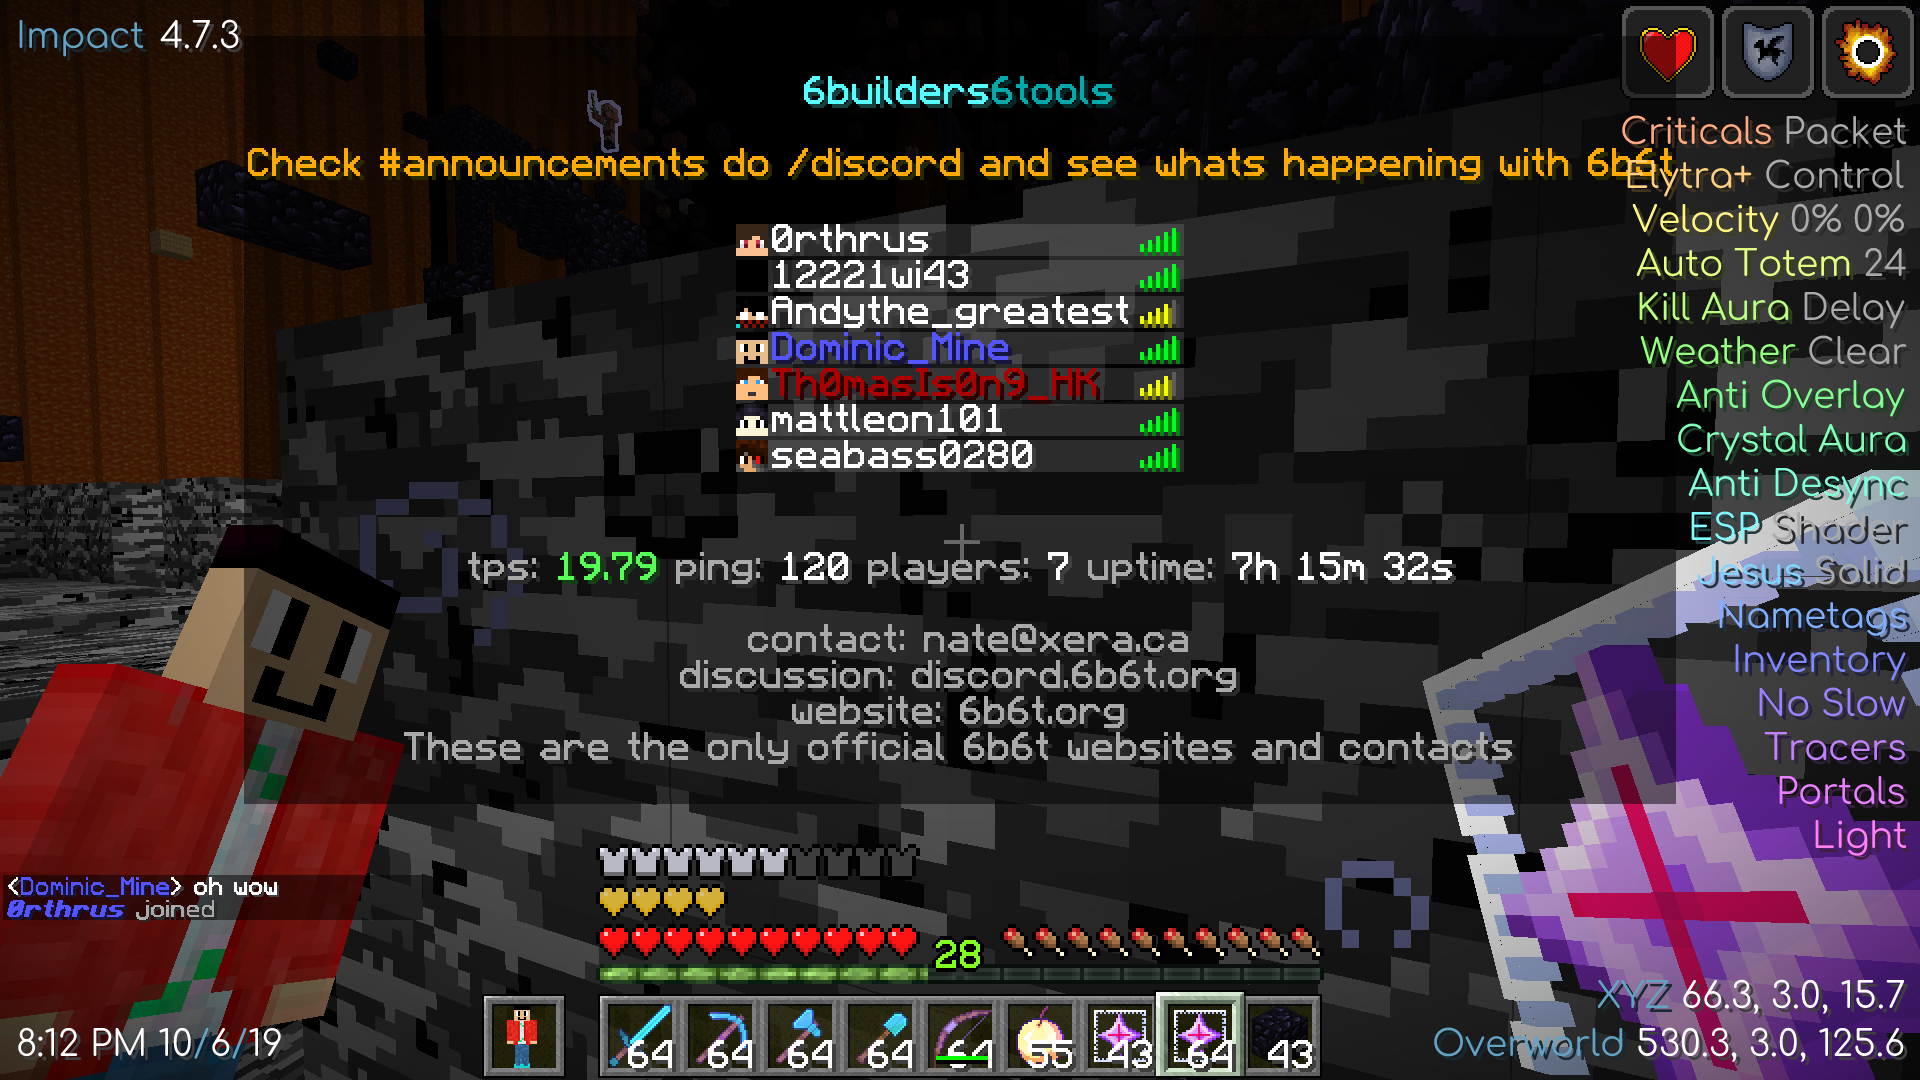 Impact 4.7.3
6builders6tools
Check #announcements do /discord and see whats happening with 6b6t
0rthrus
12221wi43
Andythe_greatest
Dominic_Mine
Th0masIs0n9_HK
mattleon101
seabass0280
tps: 19.79 ping: 120 players: 7 uptime: 7h 15m 32s
contact: nate@xera.ca
discussion: discord.6b6t.org
website: 6b6t.org
These are the only official 6b6t websites and contacts
Criticals Packet
Elytra+ Control
Velocity 0% 0%
Auto Totem 24
Kill Aura Delay
Weather Clear
Anti Overlay
Crystal Aura
Anti Desync
ESP Shader
Jesus Solid
Nametags
Inventory
No Slow
Tracers
Portals
Light
<Dominic_Mine> oh wow
0rthrus joined
28
64 64 64 64 64 55 43 64 43
8:12 PM 10/6/19
XYZ 66.3, 3.0, 15.7
Overworld 530.3, 3.0, 125.6